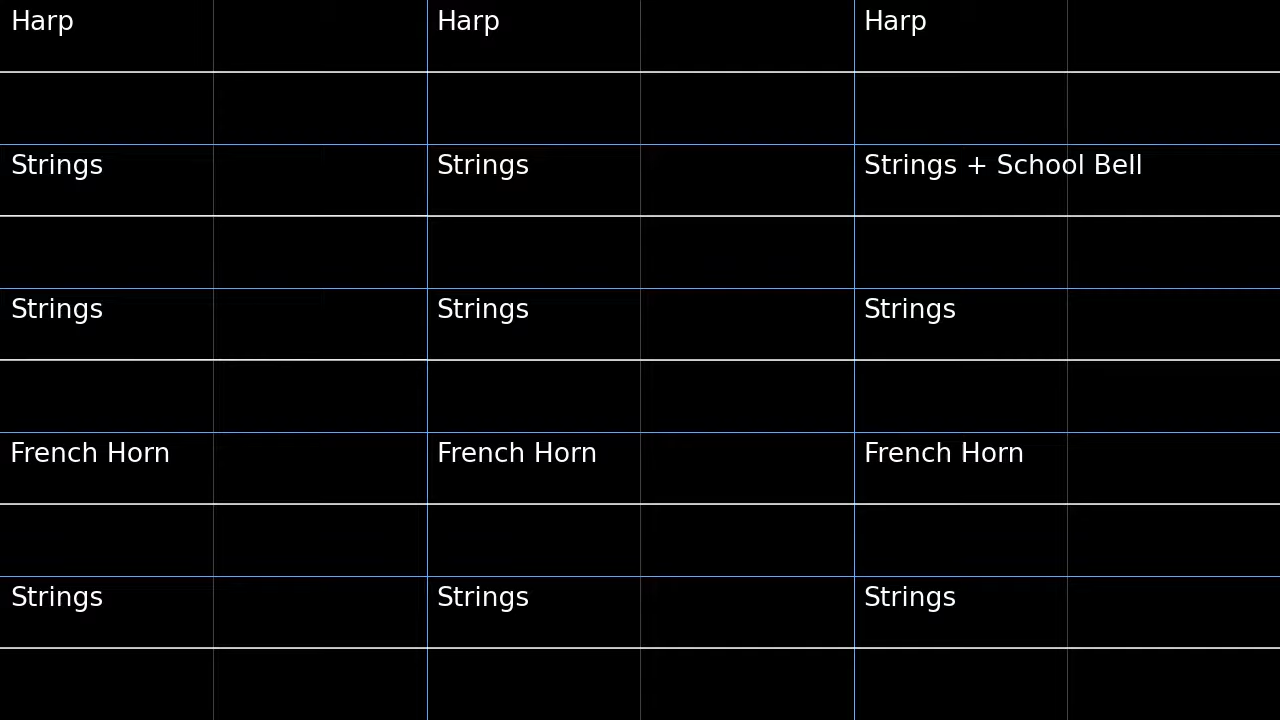 Harp
Harp
Harp
Strings
Strings
Strings + School Bell
Strings
Strings
Strings
French Horn
French Horn
French Horn
Strings
Strings
Strings